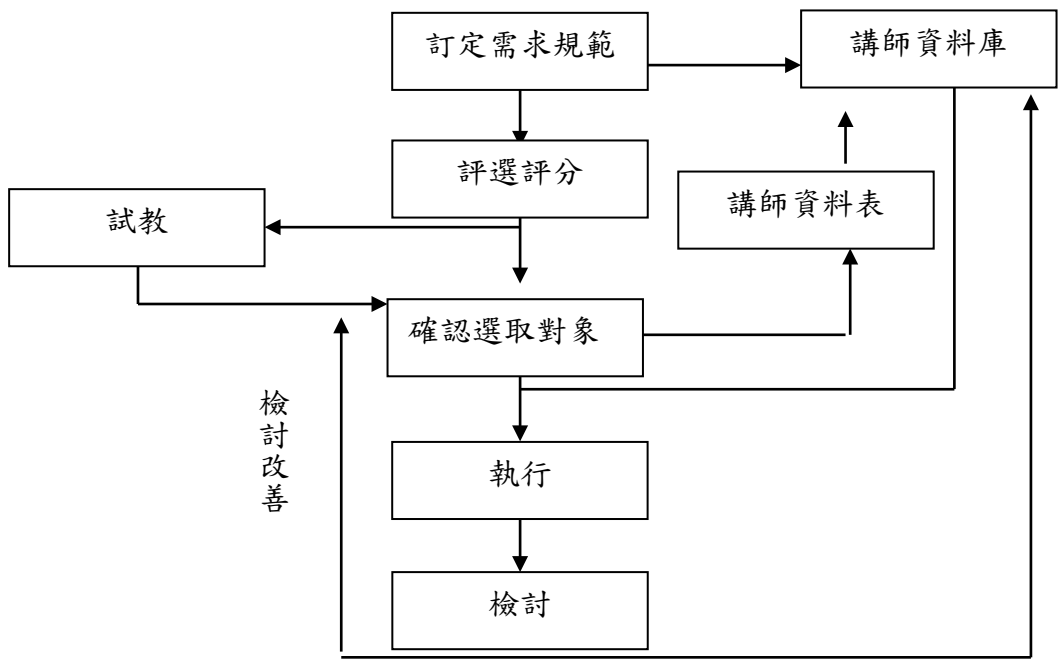 訂定需求規範
講師資料庫
評選評分
試教
講師資料表
確認選取對象
檢討改善
執行
檢討